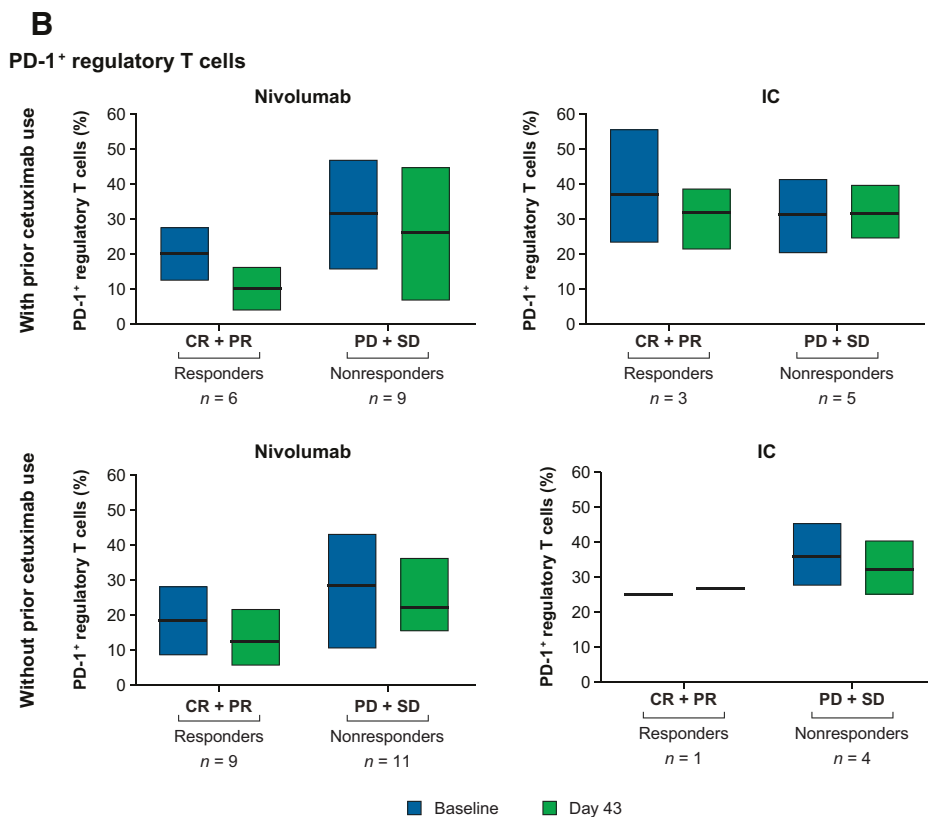 B
PD-1+ regulatory T cells
With prior cetuximab use
Nivolumab
PD-1+ regulatory T cells (%)
60
50
40
30
20
10
0
CR + PR
PD + SD
Responders
Nonresponders
n = 6
n = 9
IC
PD-1+ regulatory T cells (%)
60
50
40
30
20
10
0
CR + PR
PD + SD
Responders
Nonresponders
n = 3
n = 5
Without prior cetuximab use
Nivolumab
PD-1+ regulatory T cells (%)
60
50
40
30
20
10
0
CR + PR
PD + SD
Responders
Nonresponders
n = 9
n = 11
IC
PD-1+ regulatory T cells (%)
60
50
40
30
20
10
0
CR + PR
PD + SD
Responders
Nonresponders
n = 1
n = 4
Baseline
Day 43